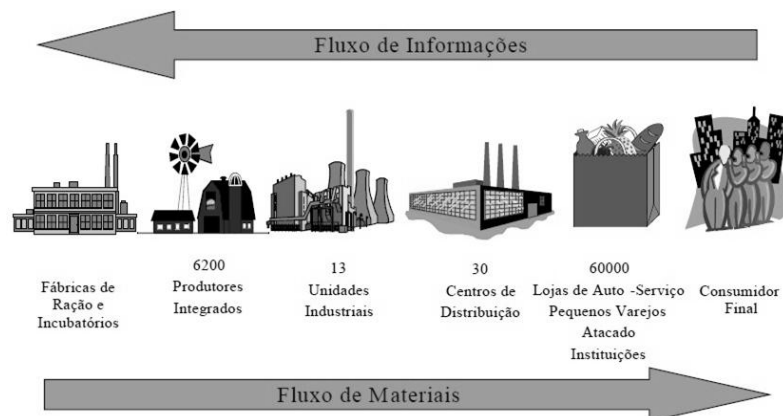 Fluxo de Informações
Fábricas de
Ração e
Incubatórios
6200
Produtores
Integrados
13
Unidades
Industriais
30
Centros de
Distribuição
60000
Lojas de Auto -Serviço
Pequenos Varejos
Atacado
Instituições
Consumidor
Final
Fluxo de Materiais